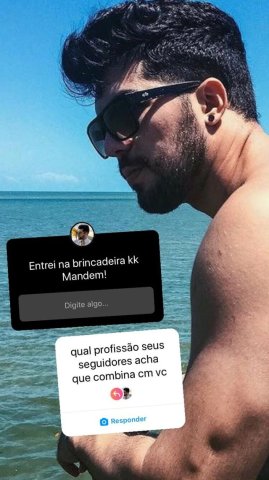 Entrei na brincadeira kk
Mandem!
Digite algo...
qual profissão seus
seguidores acha
que combina cm vc
Responder